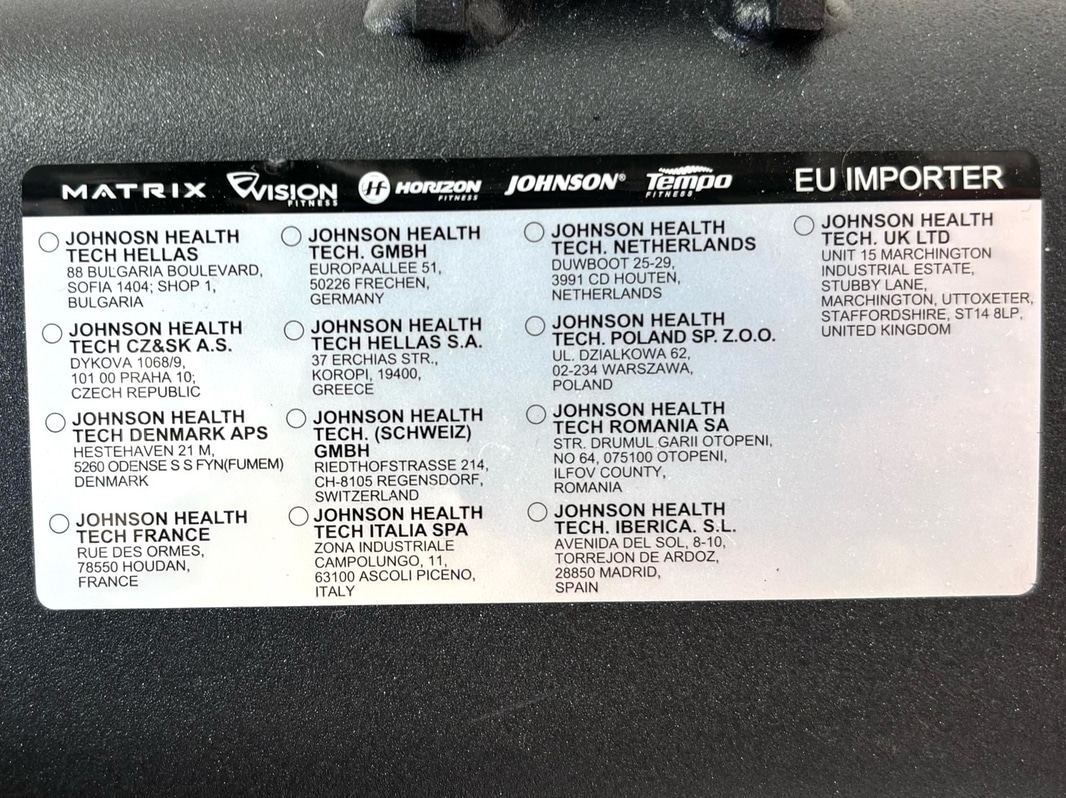 MATRIX VISION FITNESS HORIZON FITNESS JOHNSON® Tempo FITNESS EU IMPORTER
JOHNOSN HEALTH
TECH HELLAS
88 BULGARIA BOULEVARD,
SOFIA 1404; SHOP 1,
BULGARIA
JOHNSON HEALTH
TECH CZ&SK A.S.
DYKOVA 1068/9,
101 00 PRAHA 10;
CZECH REPUBLIC
JOHNSON HEALTH
TECH DENMARK APS
HESTEHAVEN 21 M,
5260 ODENSE S S FYN(FUMEM)
DENMARK
JOHNSON HEALTH
TECH FRANCE
RUE DES ORMES,
78550 HOUDAN,
FRANCE
JOHNSON HEALTH
TECH. GMBH
EUROPAALLEE 51,
50226 FRECHEN,
GERMANY
JOHNSON HEALTH
TECH HELLAS S.A.
37 ERCHIAS STR.,
KOROPI, 19400,
GREECE
JOHNSON HEALTH
TECH. (SCHWEIZ)
GMBH
RIEDTHOFSTRASSE 214,
CH-8105 REGENSDORF,
SWITZERLAND
JOHNSON HEALTH
TECH ITALIA SPA
ZONA INDUSTRIALE
CAMPOLUNGO, 11,
63100 ASCOLI PICENO,
ITALY
JOHNSON HEALTH
TECH. NETHERLANDS
DUWBOOT 25-29,
3991 CD HOUTEN,
NETHERLANDS
JOHNSON HEALTH
TECH. POLAND SP. Z.O.O.
UL. DZIALKOWA 62,
02-234 WARSZAWA,
POLAND
JOHNSON HEALTH
TECH ROMANIA SA
STR. DRUMUL GARII OTOPENI,
NO 64, 075100 OTOPENI,
ILFOV COUNTY,
ROMANIA
JOHNSON HEALTH
TECH. IBERICA. S.L.
AVENIDA DEL SOL, 8-10,
TORREJON DE ARDOZ,
28850 MADRID,
SPAIN
JOHNSON HEALTH
TECH. UK LTD
UNIT 15 MARCHINGTON
INDUSTRIAL ESTATE,
STUBBY LANE,
MARCHINGTON, UTTOXETER,
STAFFORDSHIRE, ST14 8LP,
UNITED KINGDOM